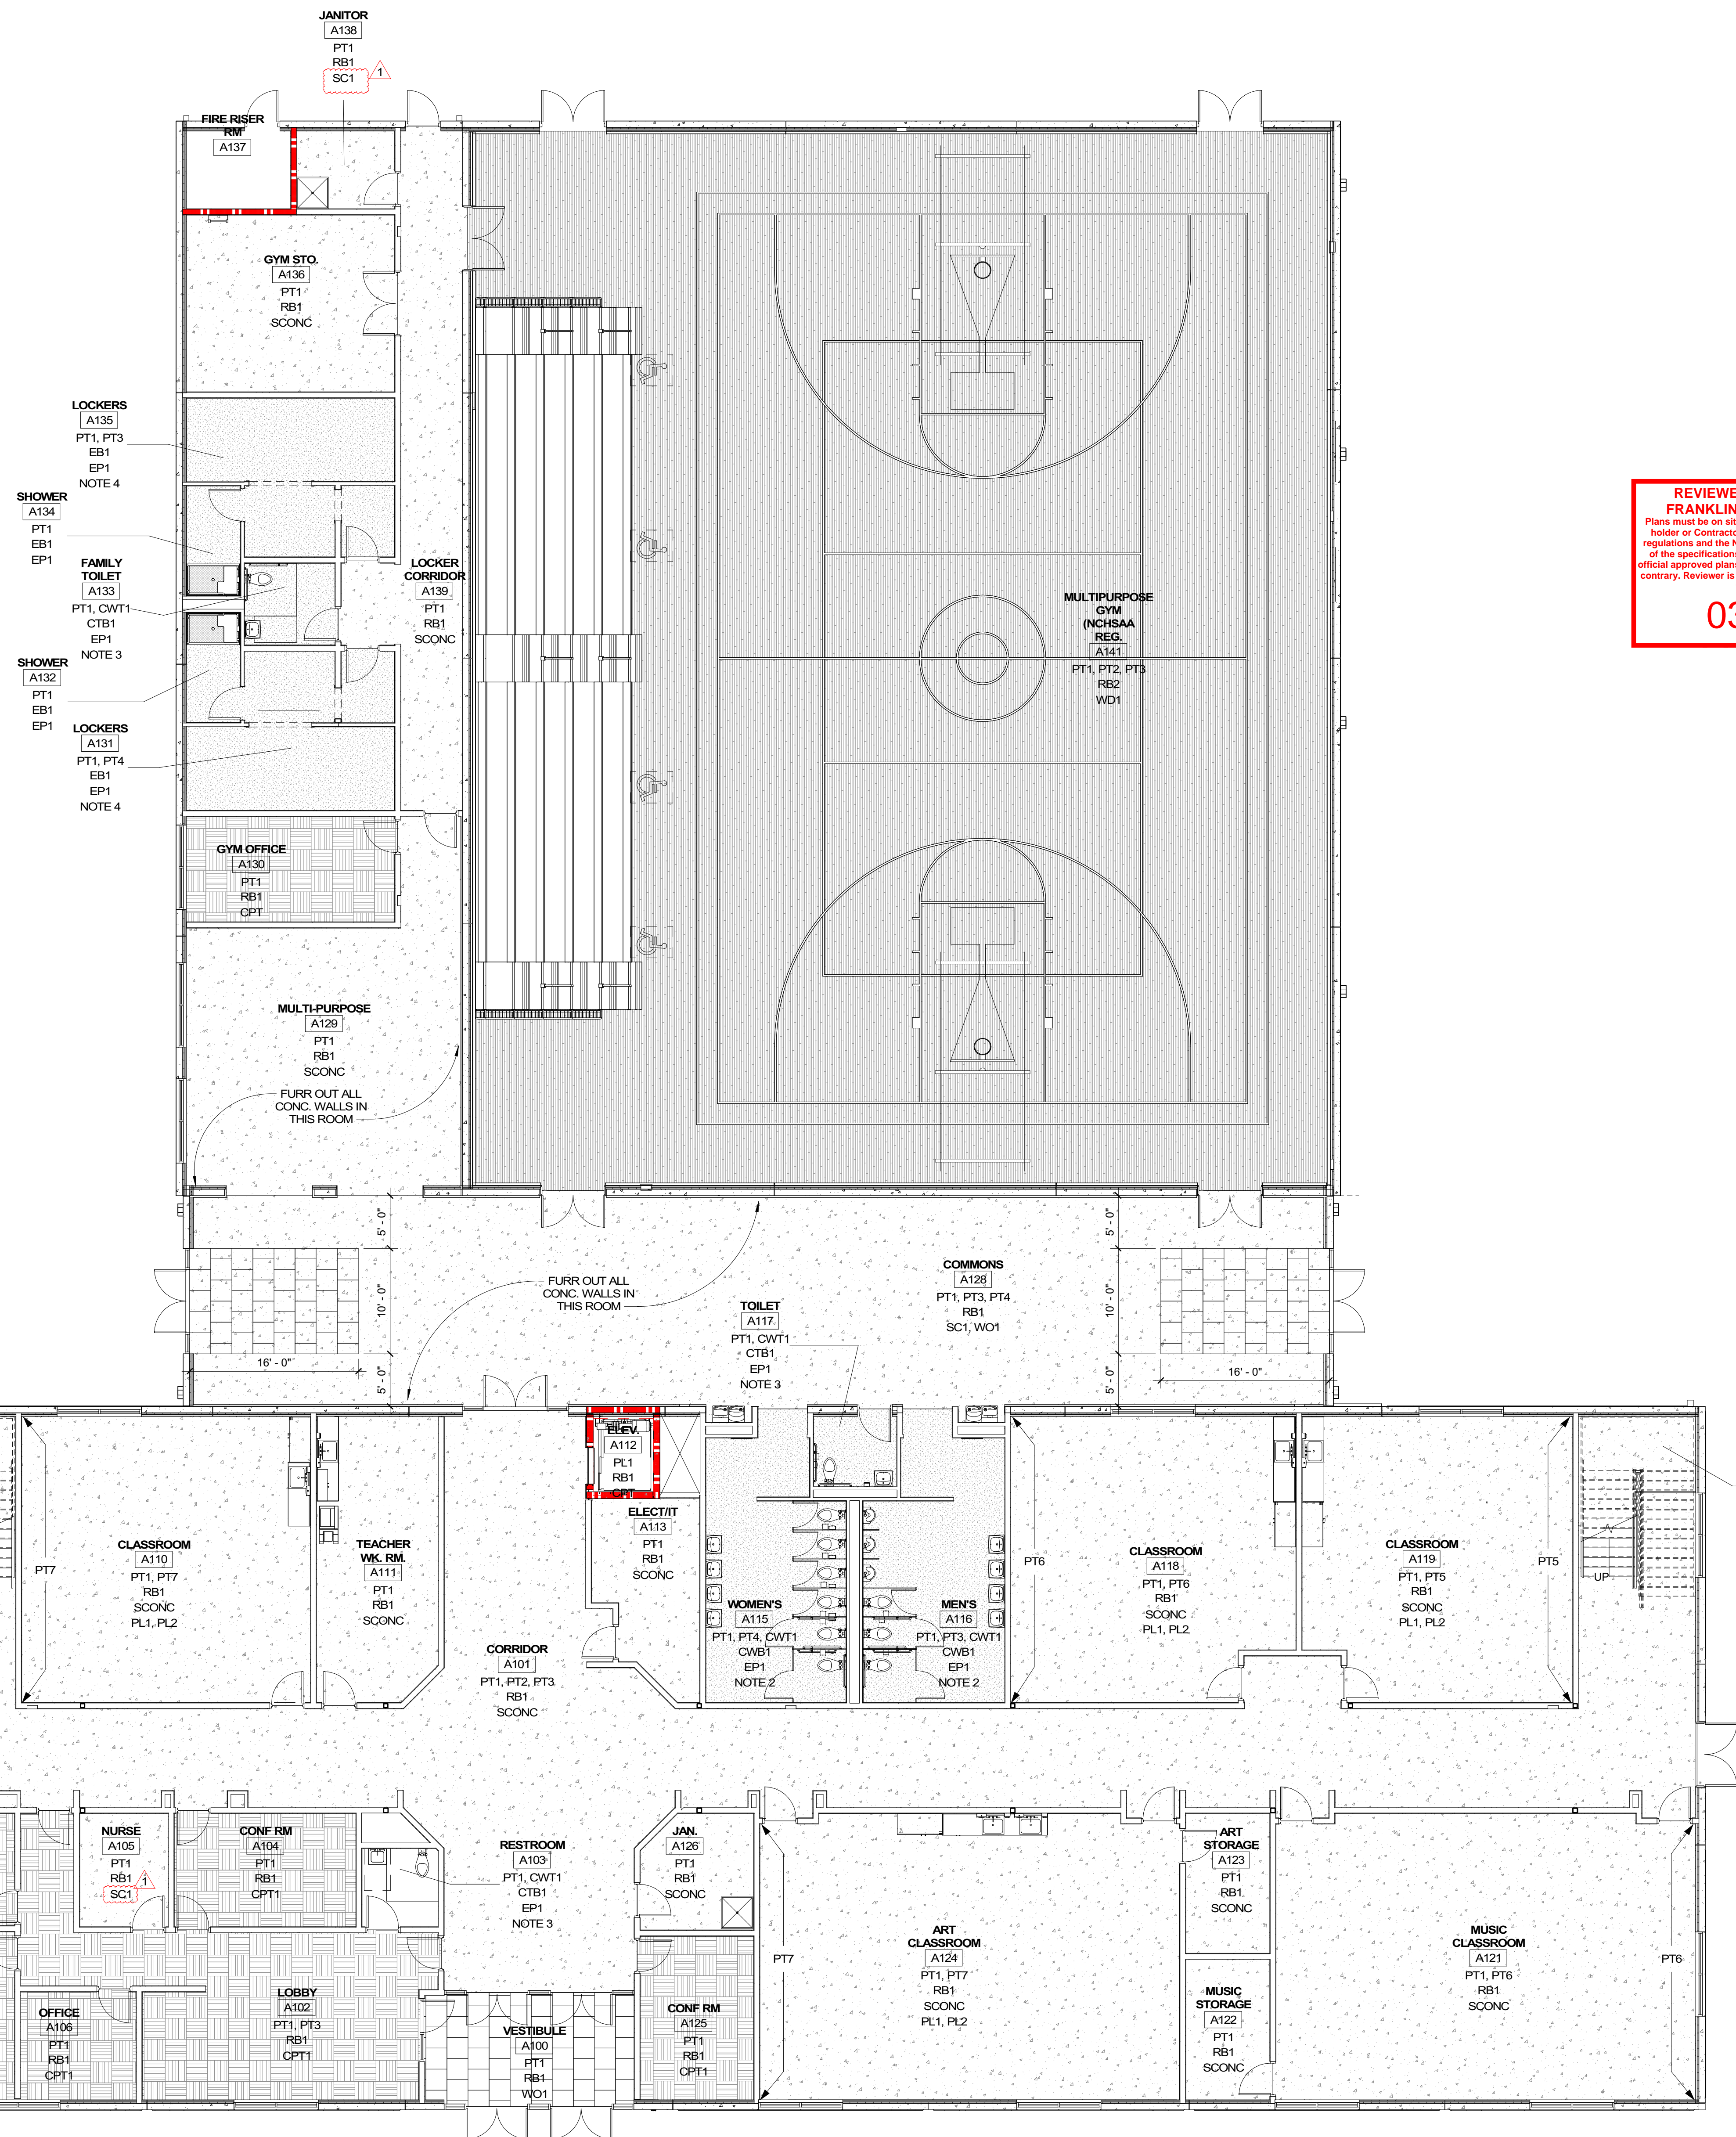 JANITOR
A138
PT1
RB1
SC1
1
FIRE RISER
RM
A137
GYM STO.
A136
PT1
RB1
SCONC
LOCKERS
A135
PT1, PT3
EB1
EP1
NOTE 4
SHOWER
A134
PT1
EB1
EP1
FAMILY
TOILET
A133
PT1, CWT1
CTB1
EP1
NOTE 3
SHOWER
A132
PT1
EB1
EP1
LOCKERS
A131
PT1, PT4
EB1
EP1
NOTE 4
LOCKER
CORRIDOR
A139
PT1
RB1
SCONC
MULTIPURPOSE
GYM
(NCHSAA
REG.
A141
PT1, PT2, PT3
RB2
WD1
REVIEWE
FRANKLIN
Plans must be on sit
holder or Contracto
regulations and the N
of the specifications
official approved plans
contrary. Reviewer is
03
GYM OFFICE
A130
PT1
RB1
CPT
MULTI-PURPOSE
A129
PT1
RB1
SCONC
FURR OUT ALL
CONC. WALLS IN
THIS ROOM
5' - 0"
10' - 0"
5' - 0"
16' - 0"
FURR OUT ALL
CONC. WALLS IN
THIS ROOM
COMMONS
A128
PT1, PT3, PT4
RB1
SC1, WO1
5' - 0"
10' - 0"
5' - 0"
16' - 0"
TOILET
A117
PT1, CWT1
CTB1
EP1
NOTE 3
ELEV.
A112
PL1
RB1
CPT
ELECT/IT
A113
PT1
RB1
SCONC
PT7
CLASSROOM
A110
PT1, PT7
RB1
SCONC
PL1, PL2
TEACHER
WK. RM.
A111
PT1
RB1
SCONC
CORRIDOR
A101
PT1, PT2, PT3
RB1
SCONC
WOMEN'S
A115
PT1, PT4, CWT1
CWB1
EP1
NOTE 2
MEN'S
A116
PT1, PT3, CWT1
CWB1
EP1
NOTE 2
PT6
CLASSROOM
A118
PT1, PT6
RB1
SCONC
PL1, PL2
CLASSROOM
A119
PT1, PT5
RB1
SCONC
PL1, PL2
PT5
UP
NURSE
A105
PT1
RB1
SC1
1
CONF RM
A104
PT1
RB1
CPT1
RESTROOM
A103
PT1, CWT1
CTB1
EP1
NOTE 3
JAN.
A126
PT1
RB1
SCONC
ART
STORAGE
A123
PT1
RB1
SCONC
PT7
ART
CLASSROOM
A124
PT1, PT7
RB1
SCONC
PL1, PL2
MUSIC
CLASSROOM
A121
PT1, PT6
RB1
SCONC
PT6
OFFICE
A106
PT1
RB1
CPT1
LOBBY
A102
PT1, PT3
RB1
CPT1
VESTIBULE
A100
PT1
RB1
WO1
CONF RM
A125
PT1
RB1
CPT1
MUSIC
STORAGE
A122
PT1
RB1
SCONC